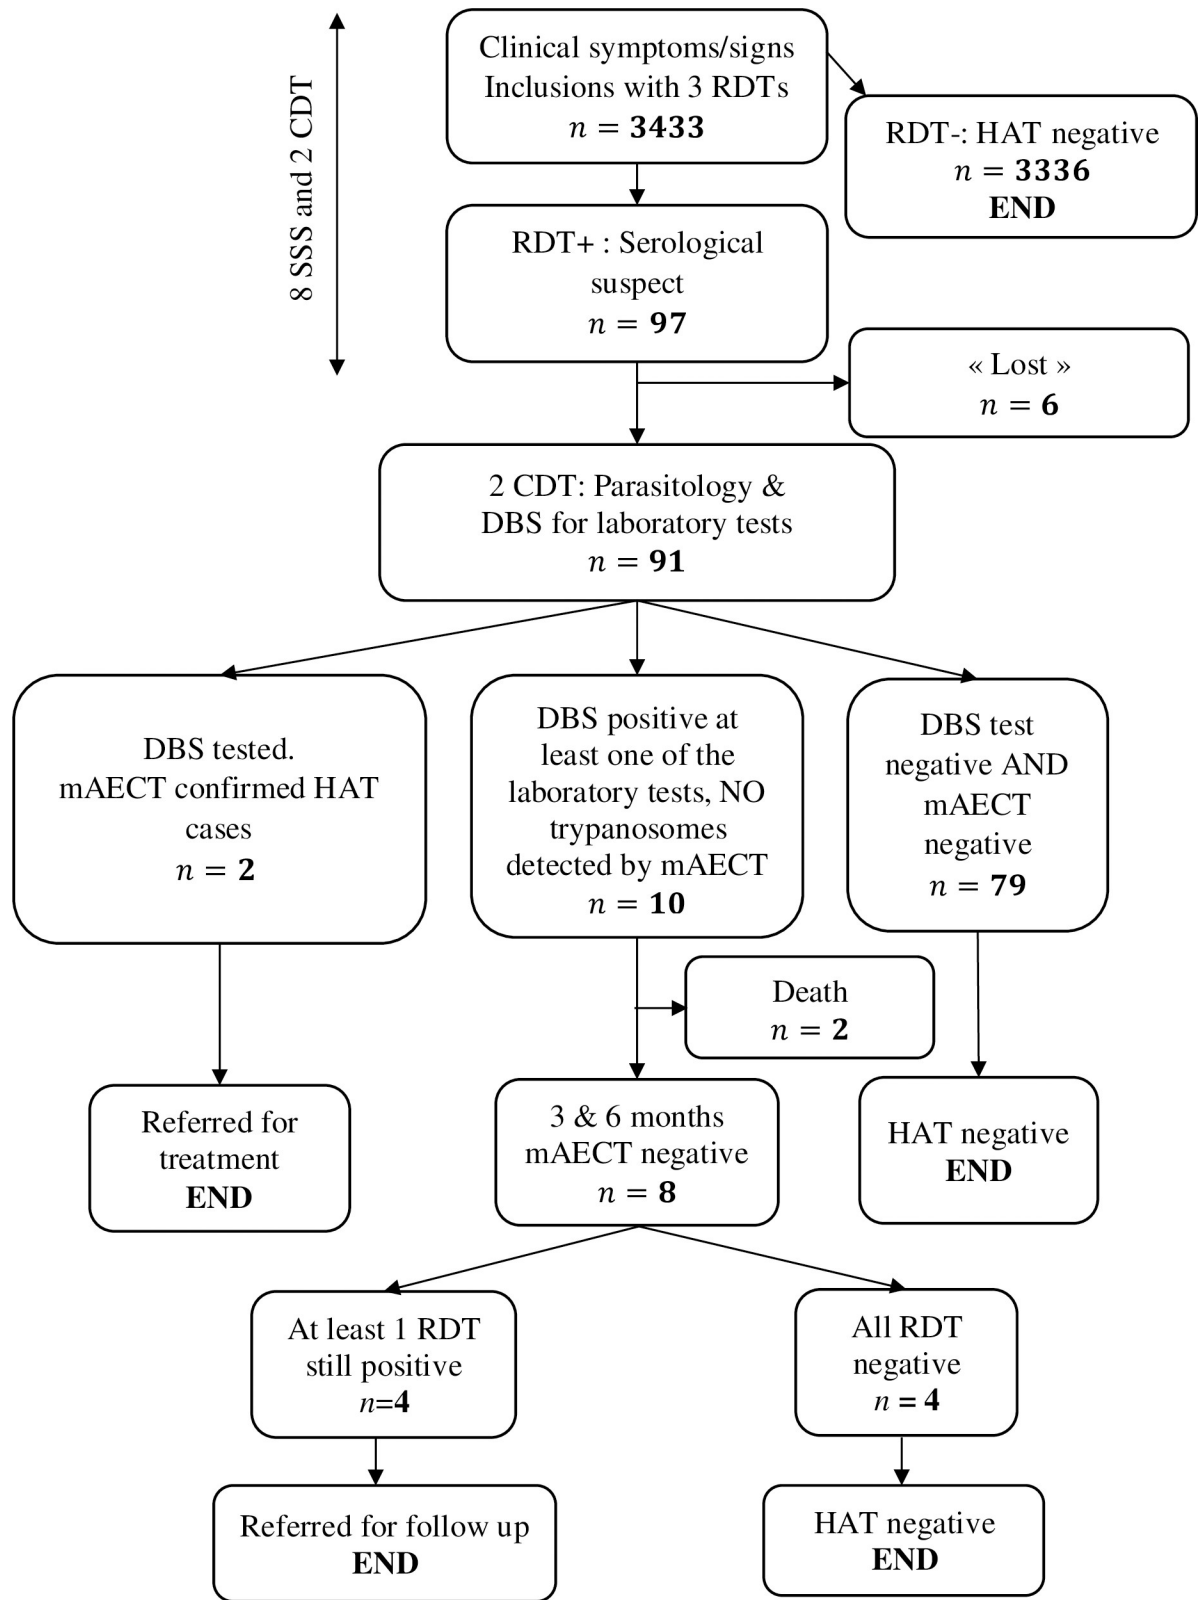 8 SSS and 2 CDT
Clinical symptoms/signs
Inclusions with 3 RDTs
n = 3433
RDT-: HAT negative
n = 3336
END
RDT+ : Serological
suspect
n = 97
« Lost »
n = 6
2 CDT: Parasitology &
DBS for laboratory tests
n = 91
DBS tested.
mAECT confirmed HAT
cases
n = 2
DBS positive at
least one of the
laboratory tests, NO
trypanosomes
detected by mAECT
n = 10
DBS test
negative AND
mAECT
negative
n = 79
Death
n = 2
Referred for
treatment
END
3 & 6 months
mAECT negative
n = 8
HAT negative
END
At least 1 RDT
still positive
n=4
All RDT
negative
n = 4
Referred for follow up
END
HAT negative
END